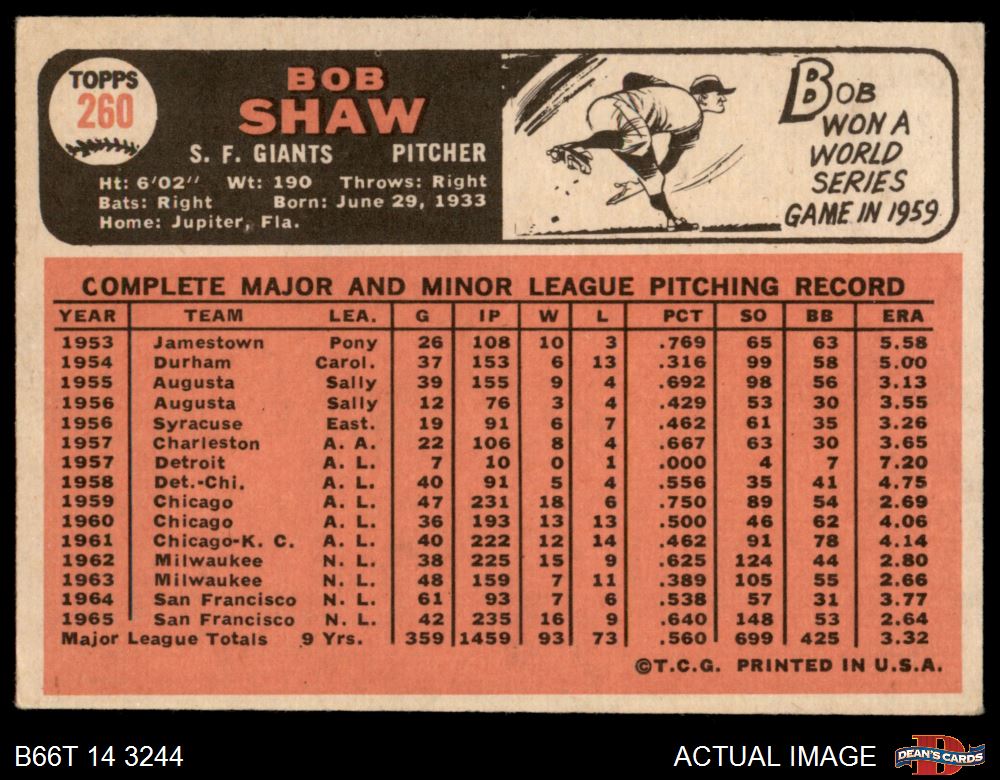 TOPPS
260
BOB
SHAW
S. F. GIANTS PITCHER
Ht: 6'02" Wt: 190 Throws: Right
Bats: Right Born: June 29, 1933
Home: Jupiter, Fla.
BOB
WON A
WORLD
SERIES
GAME IN 1959
COMPLETE MAJOR AND MINOR LEAGUE PITCHING RECORD
YEAR TEAM LEA. G IP W L PCT SO BB ERA
1953 Jamestown Pony 26 108 10 3 .769 65 63 5.58
1954 Durham Carol. 37 153 6 13 .316 99 58 5.00
1955 Augusta Sally 39 155 9 4 .692 98 56 3.13
1956 Augusta Sally 12 76 3 4 .429 53 30 3.55
1956 Syracuse East. 19 91 6 7 .462 61 35 3.26
1957 Charleston A. A. 22 106 8 4 .667 63 30 3.65
1957 Detroit A. L. 7 10 0 1 .000 4 7 7.20
1958 Det.-Chi. A. L. 40 91 5 4 .556 35 41 4.75
1959 Chicago A. L. 47 231 18 6 .750 89 54 2.69
1960 Chicago A. L. 36 193 13 13 .500 46 62 4.06
1961 Chicago-K. C. A. L. 40 222 12 14 .462 91 78 4.14
1962 Milwaukee N. L. 38 225 15 9 .625 124 44 2.80
1963 Milwaukee N. L. 48 159 7 11 .389 105 55 2.66
1964 San Francisco N. L. 61 93 7 6 .538 57 31 3.77
1965 San Francisco N. L. 42 235 16 9 .640 148 53 2.64
Major League Totals 9 Yrs. 359 1459 93 73 .560 699 425 3.32
©T.C.G. PRINTED IN U.S.A.
B66T 14 3244 ACTUAL IMAGE DEAN'S CARDS